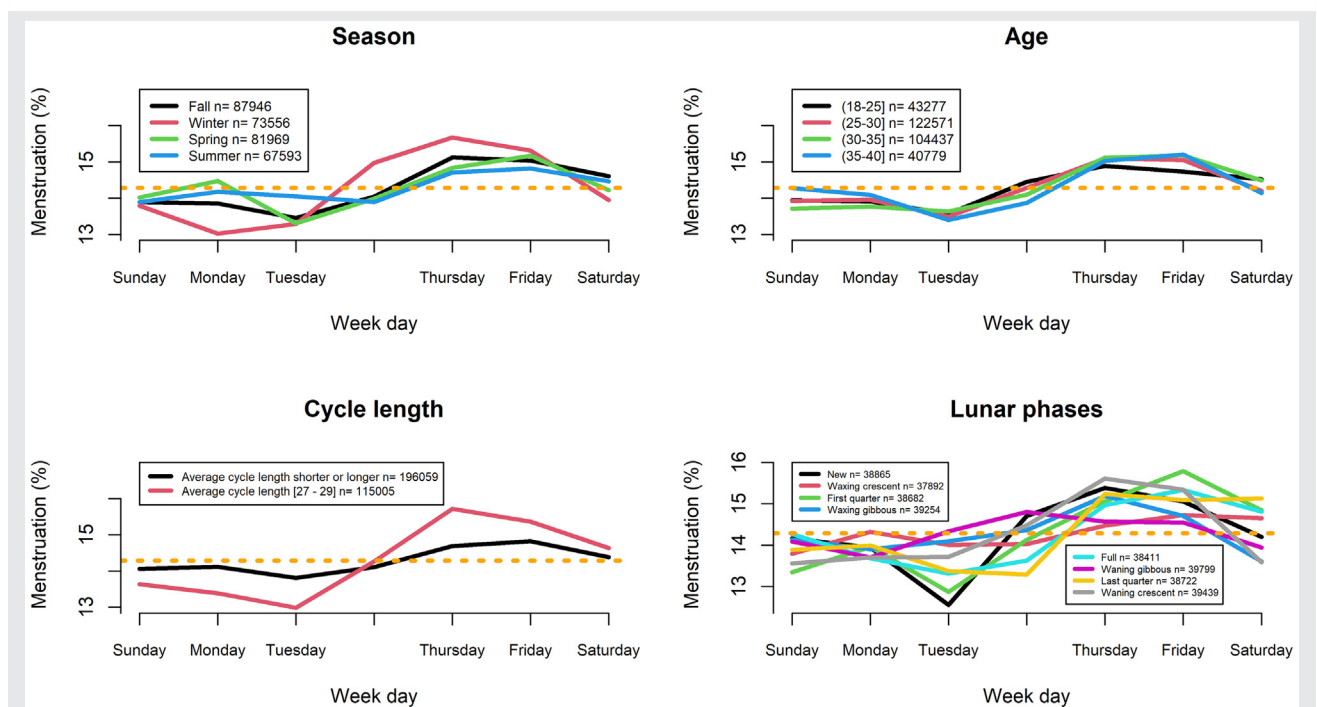 Season
Menstruation (%)
15
13
Fall n= 87946
Winter n= 73556
Spring n= 81969
Summer n= 67593
Sunday Monday Tuesday Thursday Friday Saturday
Week day
Age
Menstruation (%)
15
13
(18-25] n= 43277
(25-30] n= 122571
(30-35] n= 104437
(35-40] n= 40779
Sunday Monday Tuesday Thursday Friday Saturday
Week day
Cycle length
Menstruation (%)
15
13
Average cycle length shorter or longer n= 196059
Average cycle length [27 - 29] n= 115005
Sunday Monday Tuesday Thursday Friday Saturday
Week day
Lunar phases
Menstruation (%)
16
15
14
13
New n= 38865
Waxing crescent n= 37892
First quarter n= 38682
Waxing gibbous n= 39254
Full n= 38411
Waning gibbous n= 39799
Last quarter n= 38722
Waning crescent n= 39439
Sunday Monday Tuesday Thursday Friday Saturday
Week day